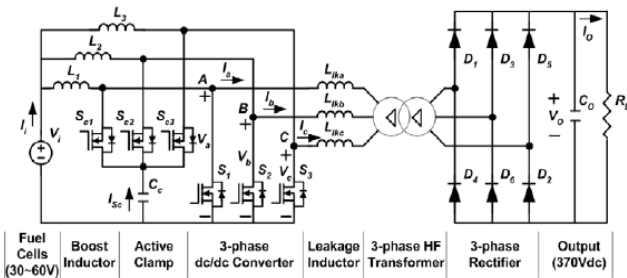 L3
L2
L1
A
Ia
Llka
B
Ib
Llkb
C
Ic
Llkc
D1
D3
D5
IO
Ii
Vi
Sc1
Sc2
Sc3
Va
Vb
Vc
S1
S2
S3
ISc
Cc
D4
D6
D2
CO
VO
Fuel Cells (30~60V)
Boost Inductor
Active Clamp
3-phase dc/dc Converter
Leakage Inductor
3-phase HF Transformer
3-phase Rectifier
Output (370Vdc)